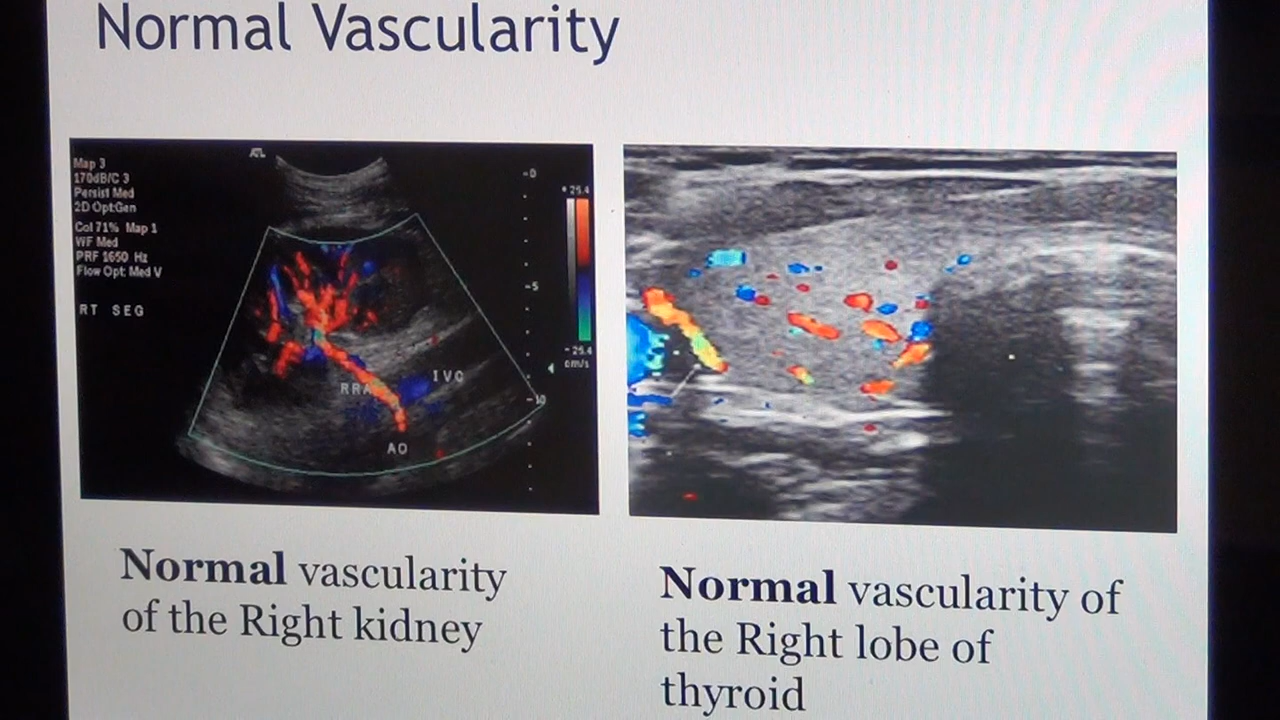 Normal Vascularity
ATL
Map 3
170dB/C 3
Persist Med
2D Opt:Gen
Col 71% Map 1
WF Med
PRF 1650 Hz
Flow Opt: Med V
RT SEG
0
5
10
25.4
- 25.4
cm/s
RRA
IVC
AO
Normal vascularity
of the Right kidney
Normal vascularity of
the Right lobe of
thyroid